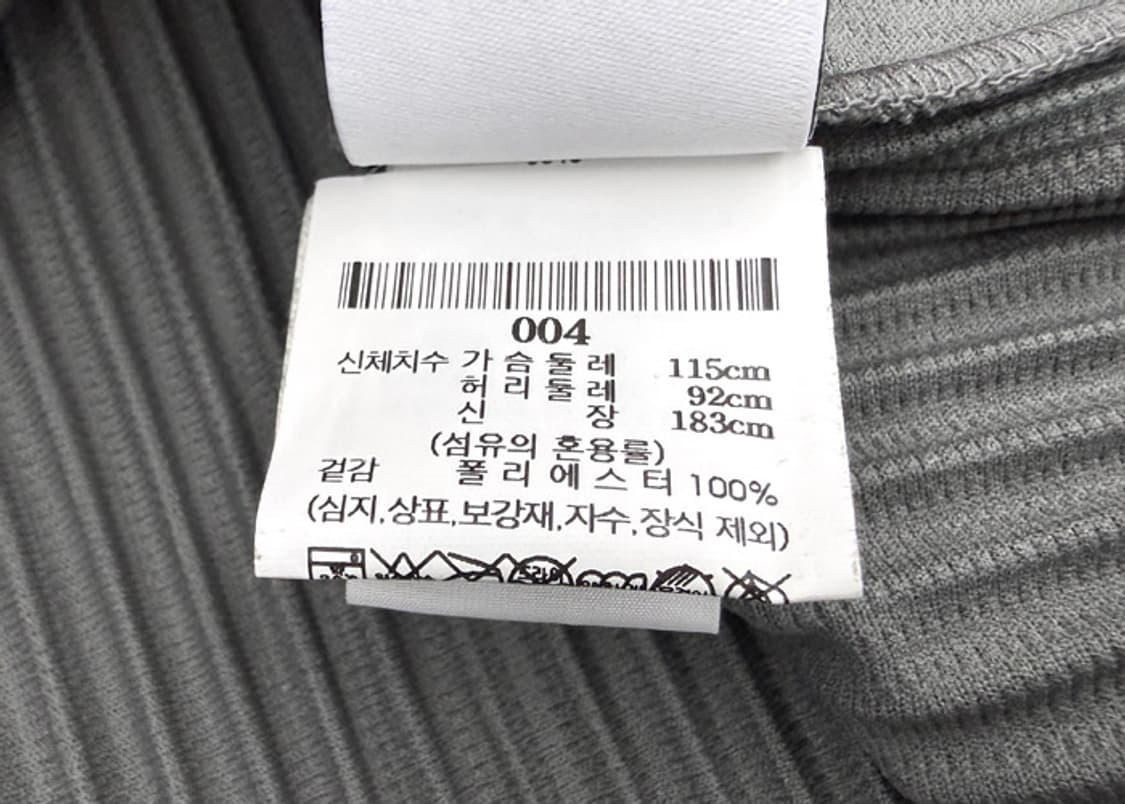 004
신체치수 가슴둘레 115cm
허리둘레 92cm
신장 183cm
(섬유의 혼용률)
겉감 폴리에스터 100%
(심지,상표,보강재,자수,장식 제외)